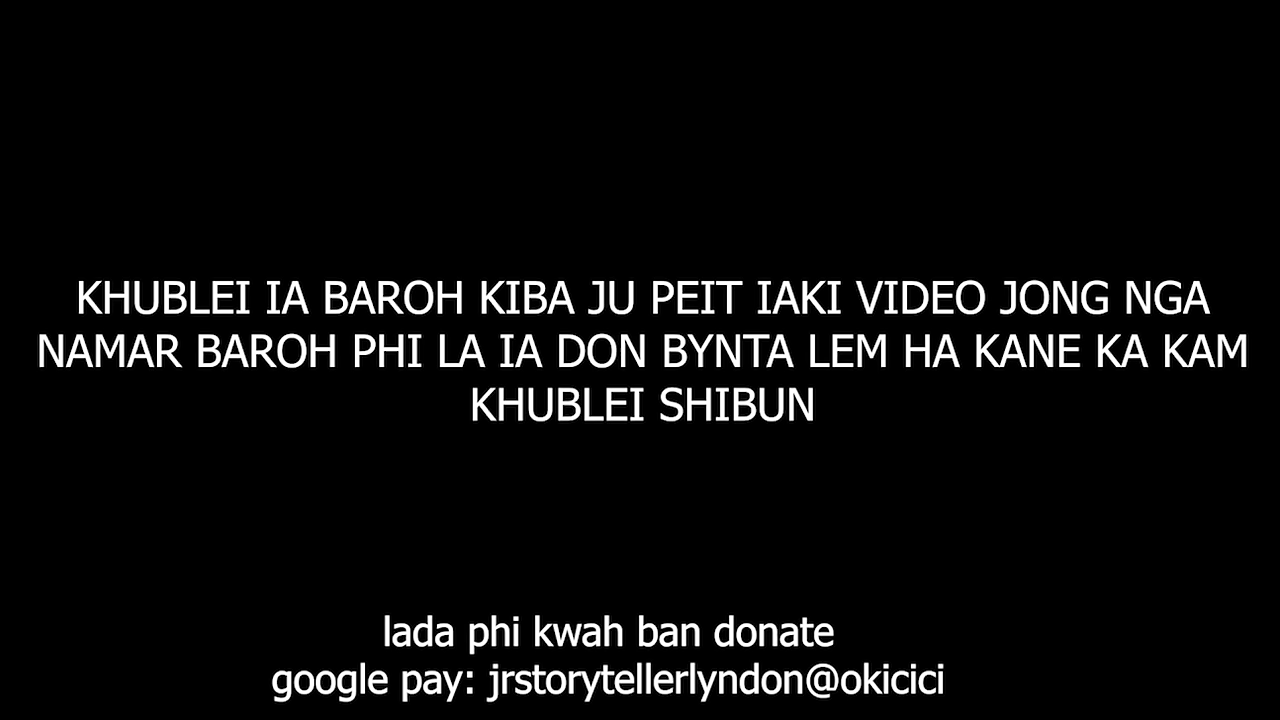 KHUBLEI IA BAROH KIBA JU PEIT IAKI VIDEO JONG NGA
NAMAR BAROH PHI LA IA DON BYNTA LEM HA KANE KA KAM
KHUBLEI SHIBUN
lada phi kwah ban donate
google pay: jrstorytellerlyndon@okicici